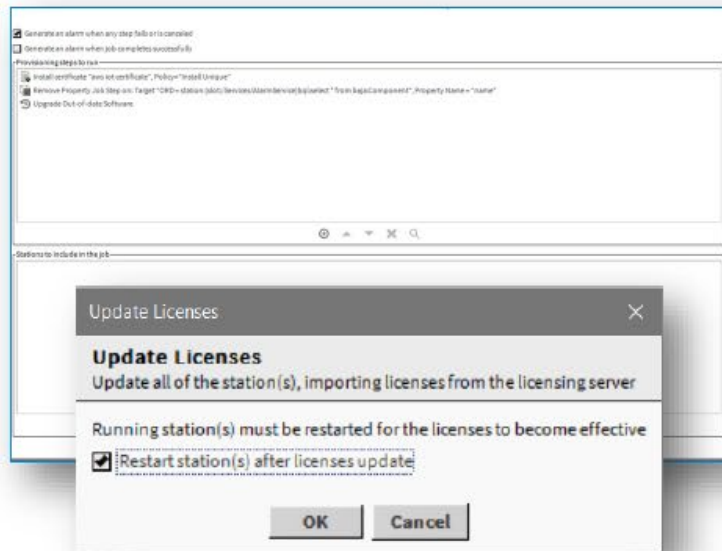 Generate an alarm when any step fails or is canceled
Generate an alarm when job completes successfully
Provisioning steps to run
Install certificate "aws iot certificate", Policy="Install Unique"
Remove Property Job Step on: Target "ORD= station:|slot:/Services/AlarmService|bql:select * from baja:Component", Property Name = "name"
Upgrade Out-of-date Software
Stations to include in the job
Update Licenses
Update Licenses
Update all of the station(s), importing licenses from the licensing server
Running station(s) must be restarted for the licenses to become effective
Restart station(s) after licenses update
OK Cancel